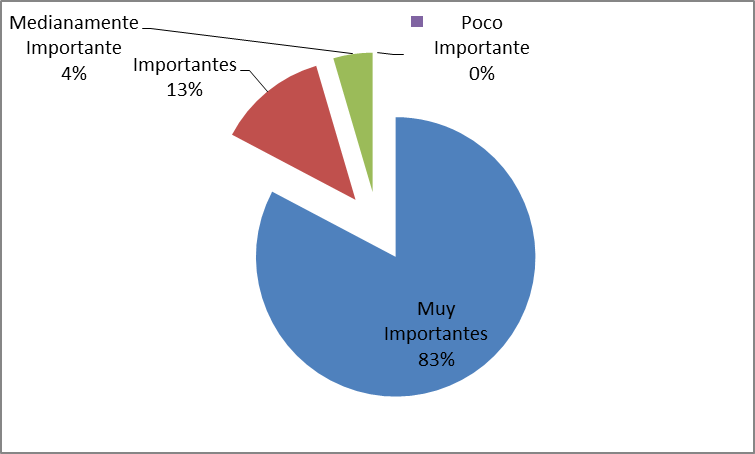 Medianamente
Importante
4%
Importantes
13%
Poco
Importante
0%
Muy
Importantes
83%